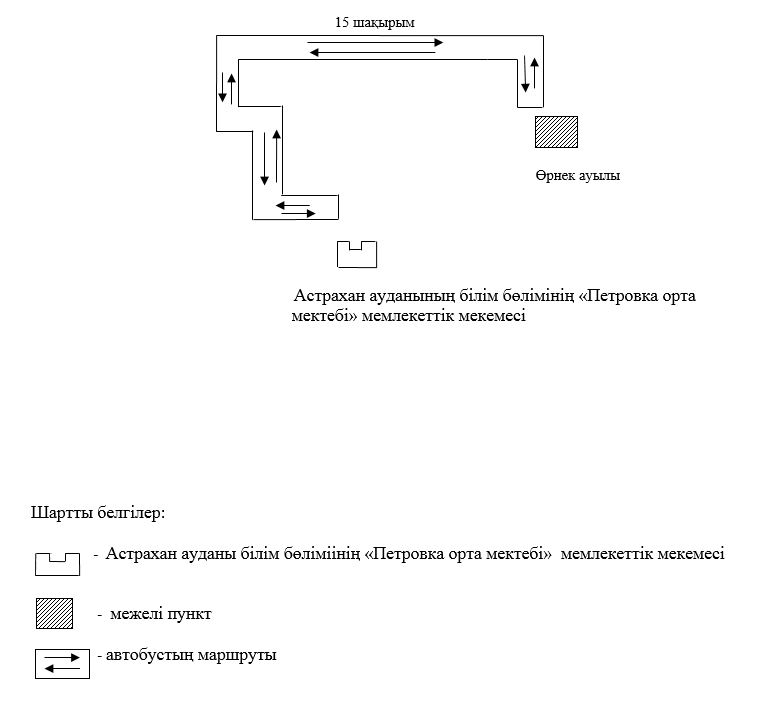 15 шақырым
Өрнек ауылы
Астрахан ауданының білім бөлімінің «Петровка орта
мектебі» мемлекеттік мекемесі
Шартты белгілер:
- Астрахан ауданы білім бөліміінің «Петровка орта мектебі» мемлекеттік мекемесі
- межелі пункт
- автобустың маршруты